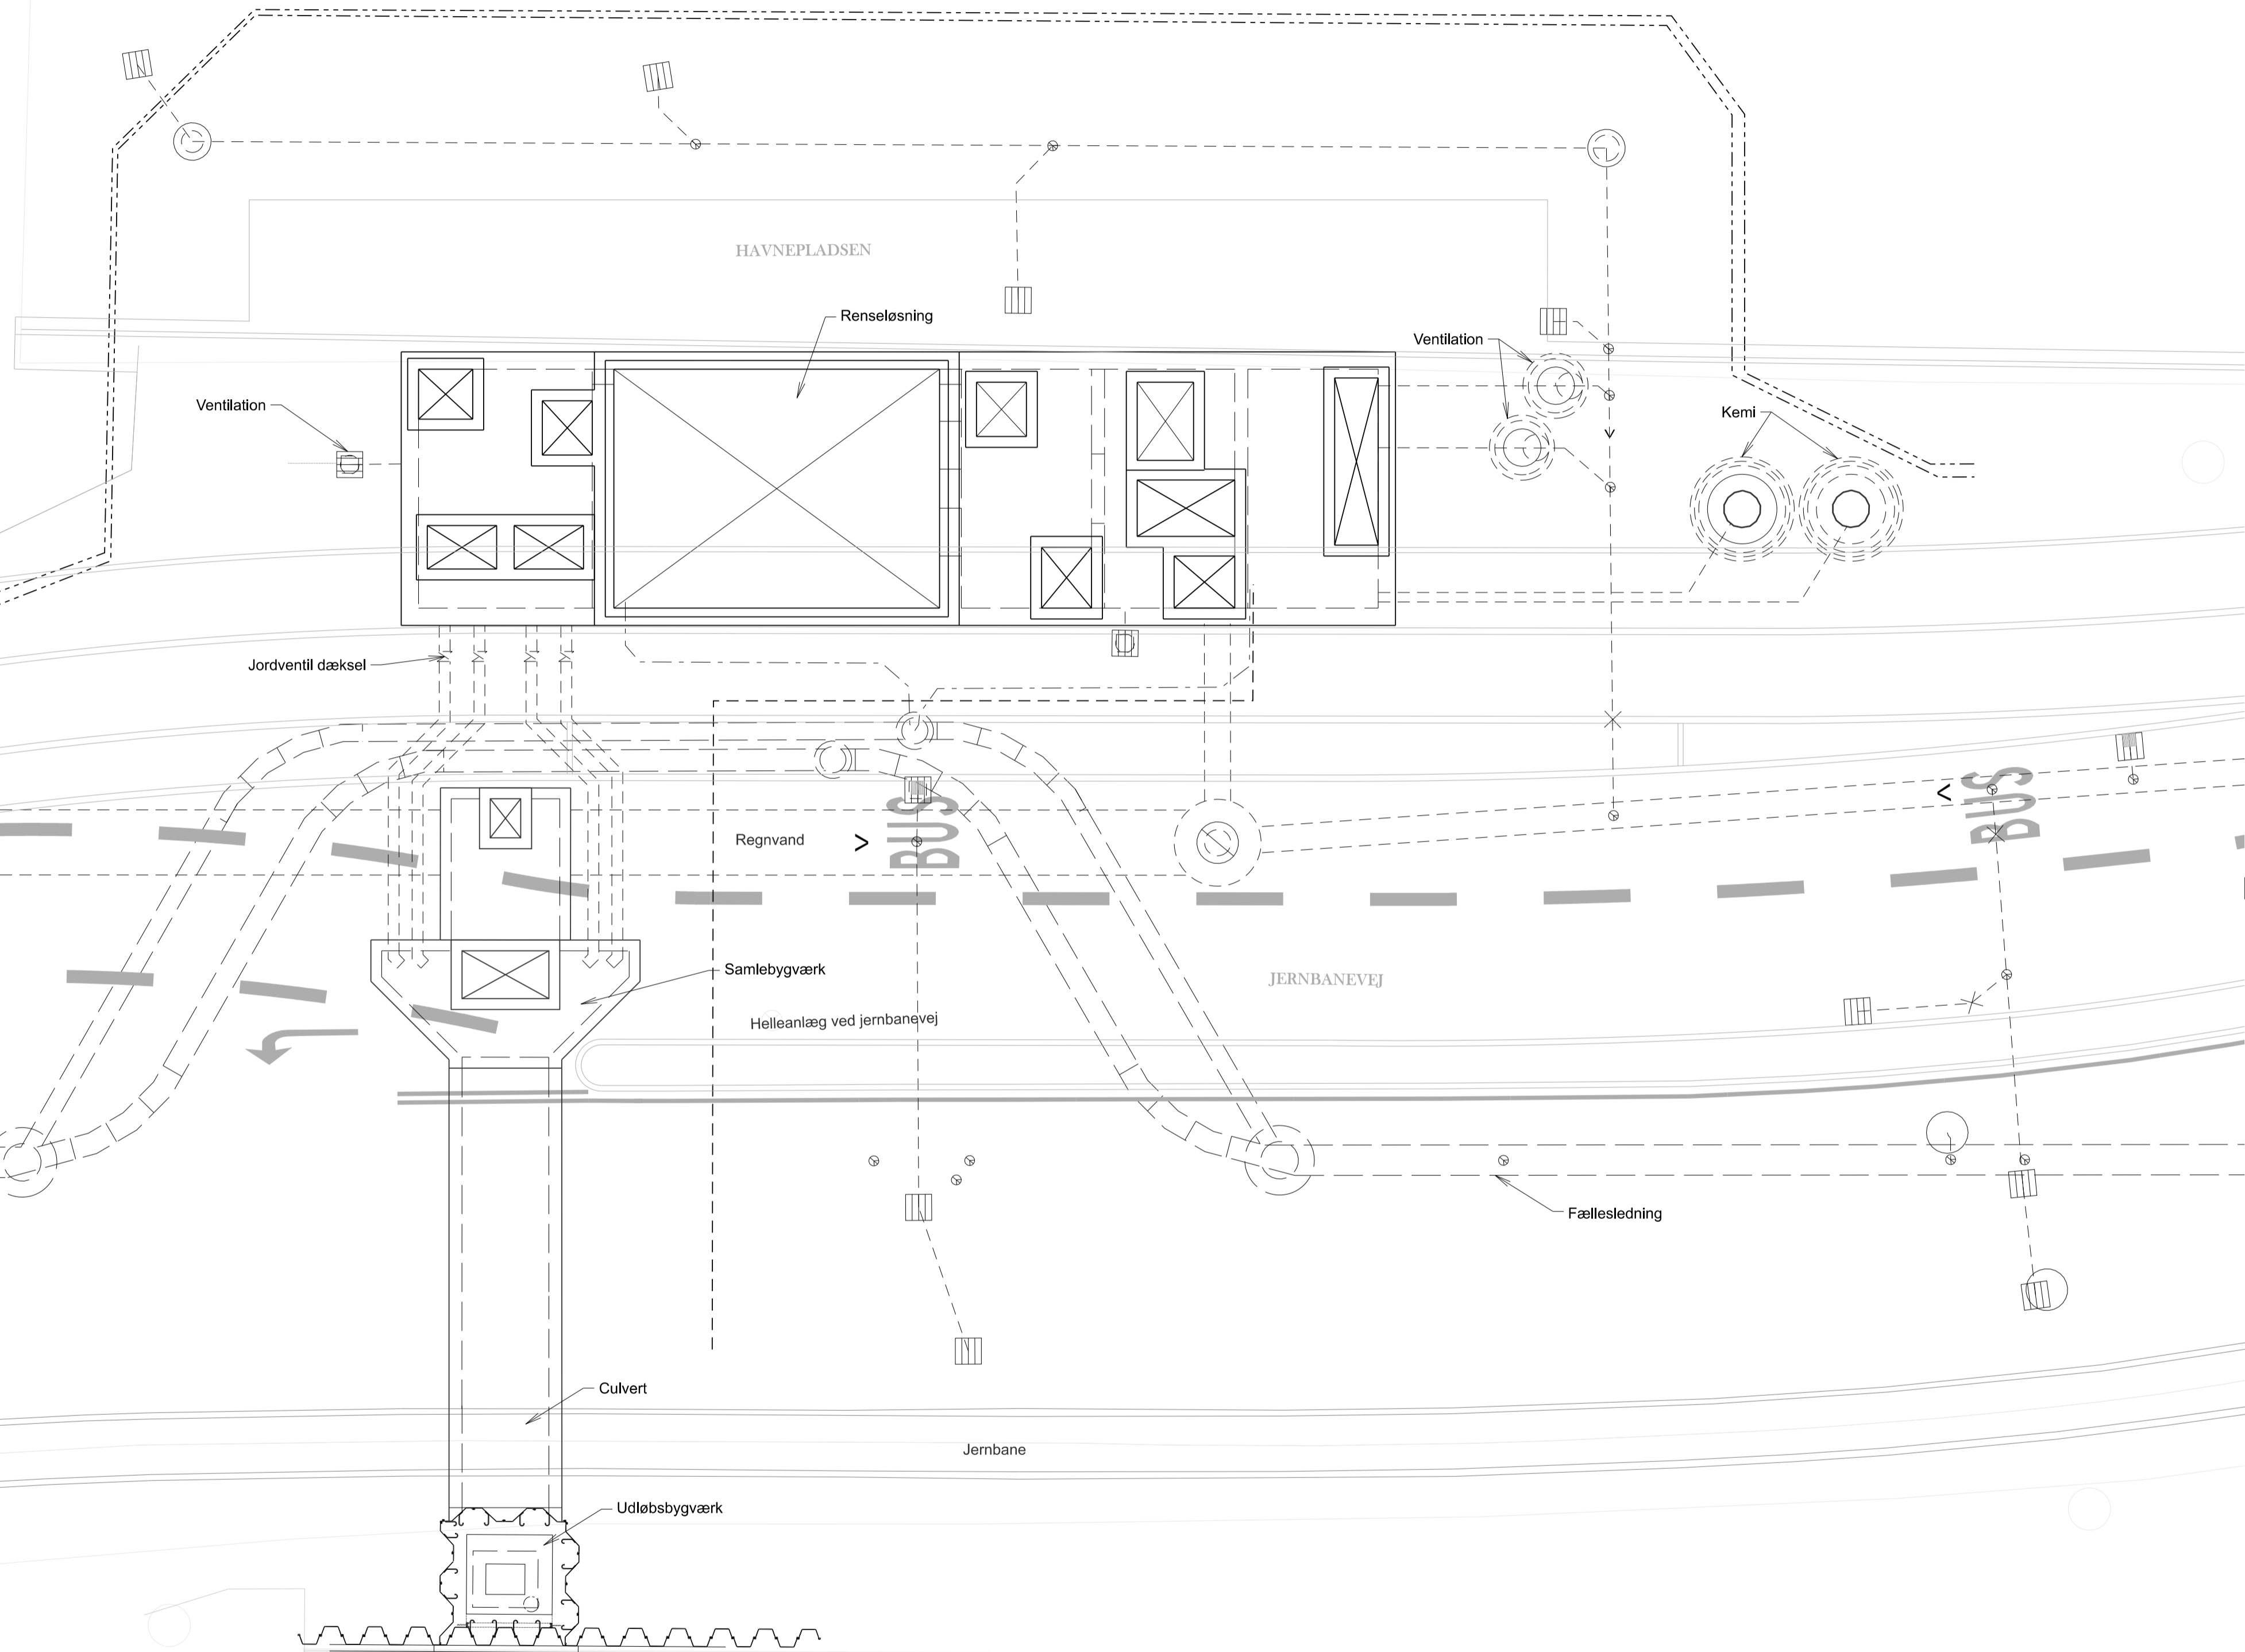 HAVNEPLADSEN
Renseløsning
Ventilation
Ventilation
Kemi
Jordventil dæksel
BUS
BUS
Regnvand
>
<
Samlebygværk
JERNBANEVEJ
Helleanlæg ved jernbanevej
Fællesledning
Culvert
Jernbane
Udløbsbygværk